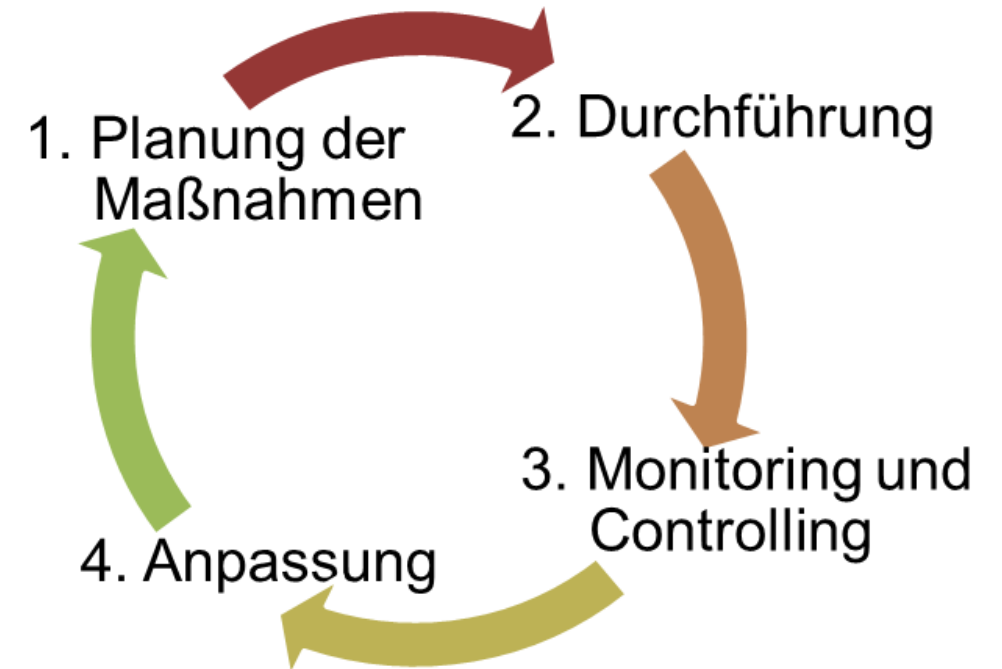 1. Planung der
Maßnahmen
2. Durchführung
3. Monitoring und
Controlling
4. Anpassung